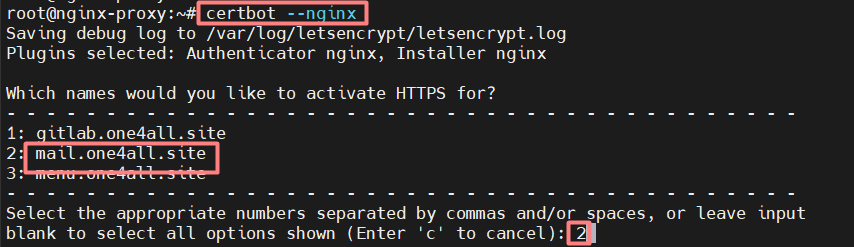 root@nginx-proxy:~# certbot --nginx
Saving debug log to /var/log/letsencrypt/letsencrypt.log
Plugins selected: Authenticator nginx, Installer nginx
Which names would you like to activate HTTPS for?
- - - - - - - - - - - - - - - - - - - - - - - - - - - - - - - - - - - - - - - -
1: gitlab.one4all.site
2: mail.one4all.site
3: menu.one4all.site
- - - - - - - - - - - - - - - - - - - - - - - - - - - - - - - - - - - - - - - -
Select the appropriate numbers separated by commas and/or spaces, or leave input
blank to select all options shown (Enter 'c' to cancel): 2